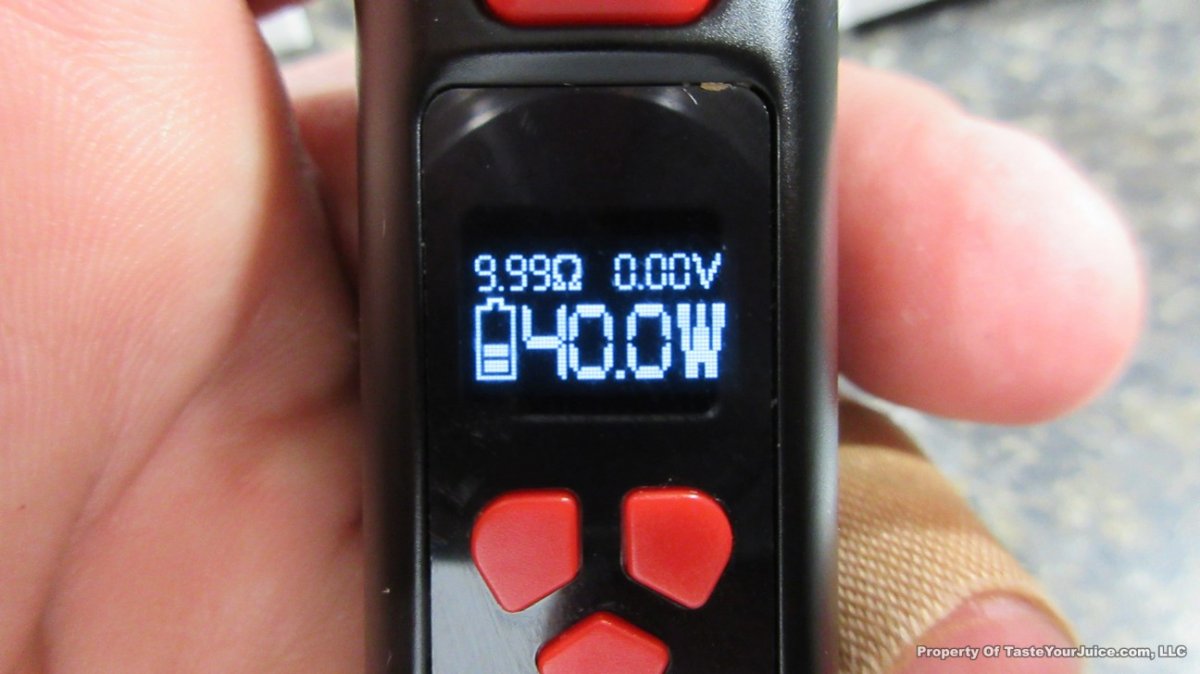 9.99Ω 0.00V
40.0W
Property Of TasteYourJuice.com, LLC